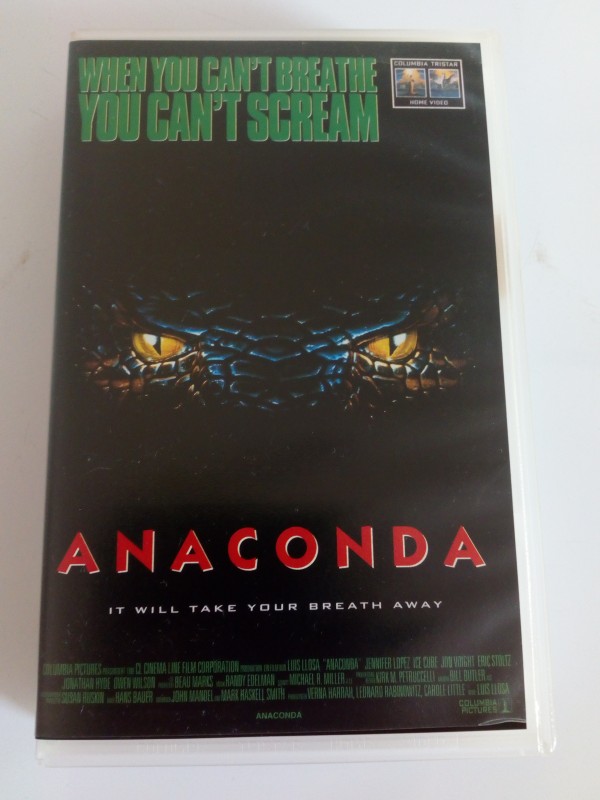 WHEN YOU CAN'T BREATHE
YOU CAN'T SCREAM
COLUMBIA TRISTAR
HOME VIDEO
ANACONDA
IT WILL TAKE YOUR BREATH AWAY
COLUMBIA PICTURES CL CINEMA LINE FILM CORPORATION LUIS LLOSA "ANACONDA" JENNIFER LOPEZ ICE CUBE JON VOIGHT ERIC STOLTZ
JONATHAN HYDE OWEN WILSON BEAU MARKS RANDY EDELMAN MICHAEL R. MILLER KIRK M. PETRUCCELLI BILL BUTLER
SUSAN RUSKIN HANS BAUER JOHN MANDEL MARK HASKELL SMITH VERNA HARRAH, LEONARD RABINOWITZ, CAROLE LITTLE LUIS LLOSA
COLUMBIA
PICTURES
ANACONDA